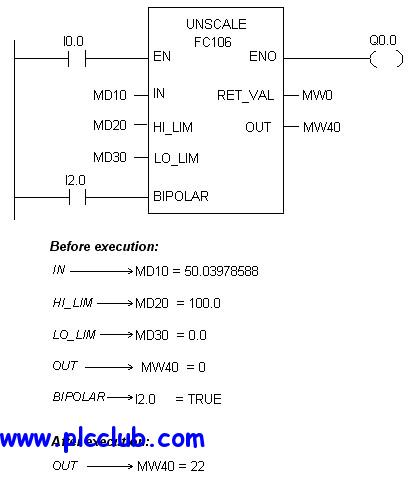 UNSCALE
FC106
I0.0
EN
ENO
Q0.0
MD10
IN
RET_VAL
MW0
MD20
HI_LIM
OUT
MW40
MD30
LO_LIM
I2.0
BIPOLAR
Before execution:
IN MD10 = 50.03978588
HI_LIM MD20 = 100.0
LO_LIM MD30 = 0.0
OUT MW40 = 0
BIPOLAR I2.0 = TRUE
www.plcclub.com
After execution:
OUT MW40 = 22